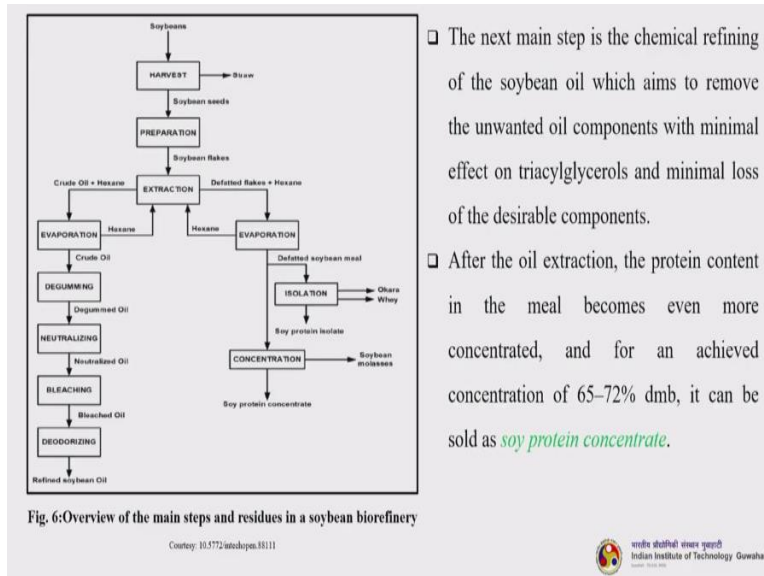 Soybeans
HARVEST
Straw
Soybean seeds
PREPARATION
Soybean flakes
Crude Oil + Hexane
EXTRACTION
Defatted flakes + Hexane
EVAPORATION
Hexane
Hexane
EVAPORATION
Crude Oil
Defatted soybean meal
DEGUMMING
ISOLATION
Okara
Whey
Degummed Oil
Soy protein isolate
NEUTRALIZING
Neutralized Oil
CONCENTRATION
Soybean
molasses
BLEACHING
Soy protein concentrate
Bleached Oil
DEODORIZING
Refined soybean Oil
Fig. 6:Overview of the main steps and residues in a soybean biorefinery
Courtesy: 10.5772/intechopen.88111
❑ The next main step is the chemical refining
of the soybean oil which aims to remove
the unwanted oil components with minimal
effect on triacylglycerols and minimal loss
of the desirable components.
❑ After the oil extraction, the protein content
in the meal becomes even more
concentrated, and for an achieved
concentration of 65–72% dmb, it can be
sold as soy protein concentrate.
भारतीय प्रौद्योगिकी संस्थान गुवाहाटी
Indian Institute of Technology Guwaha